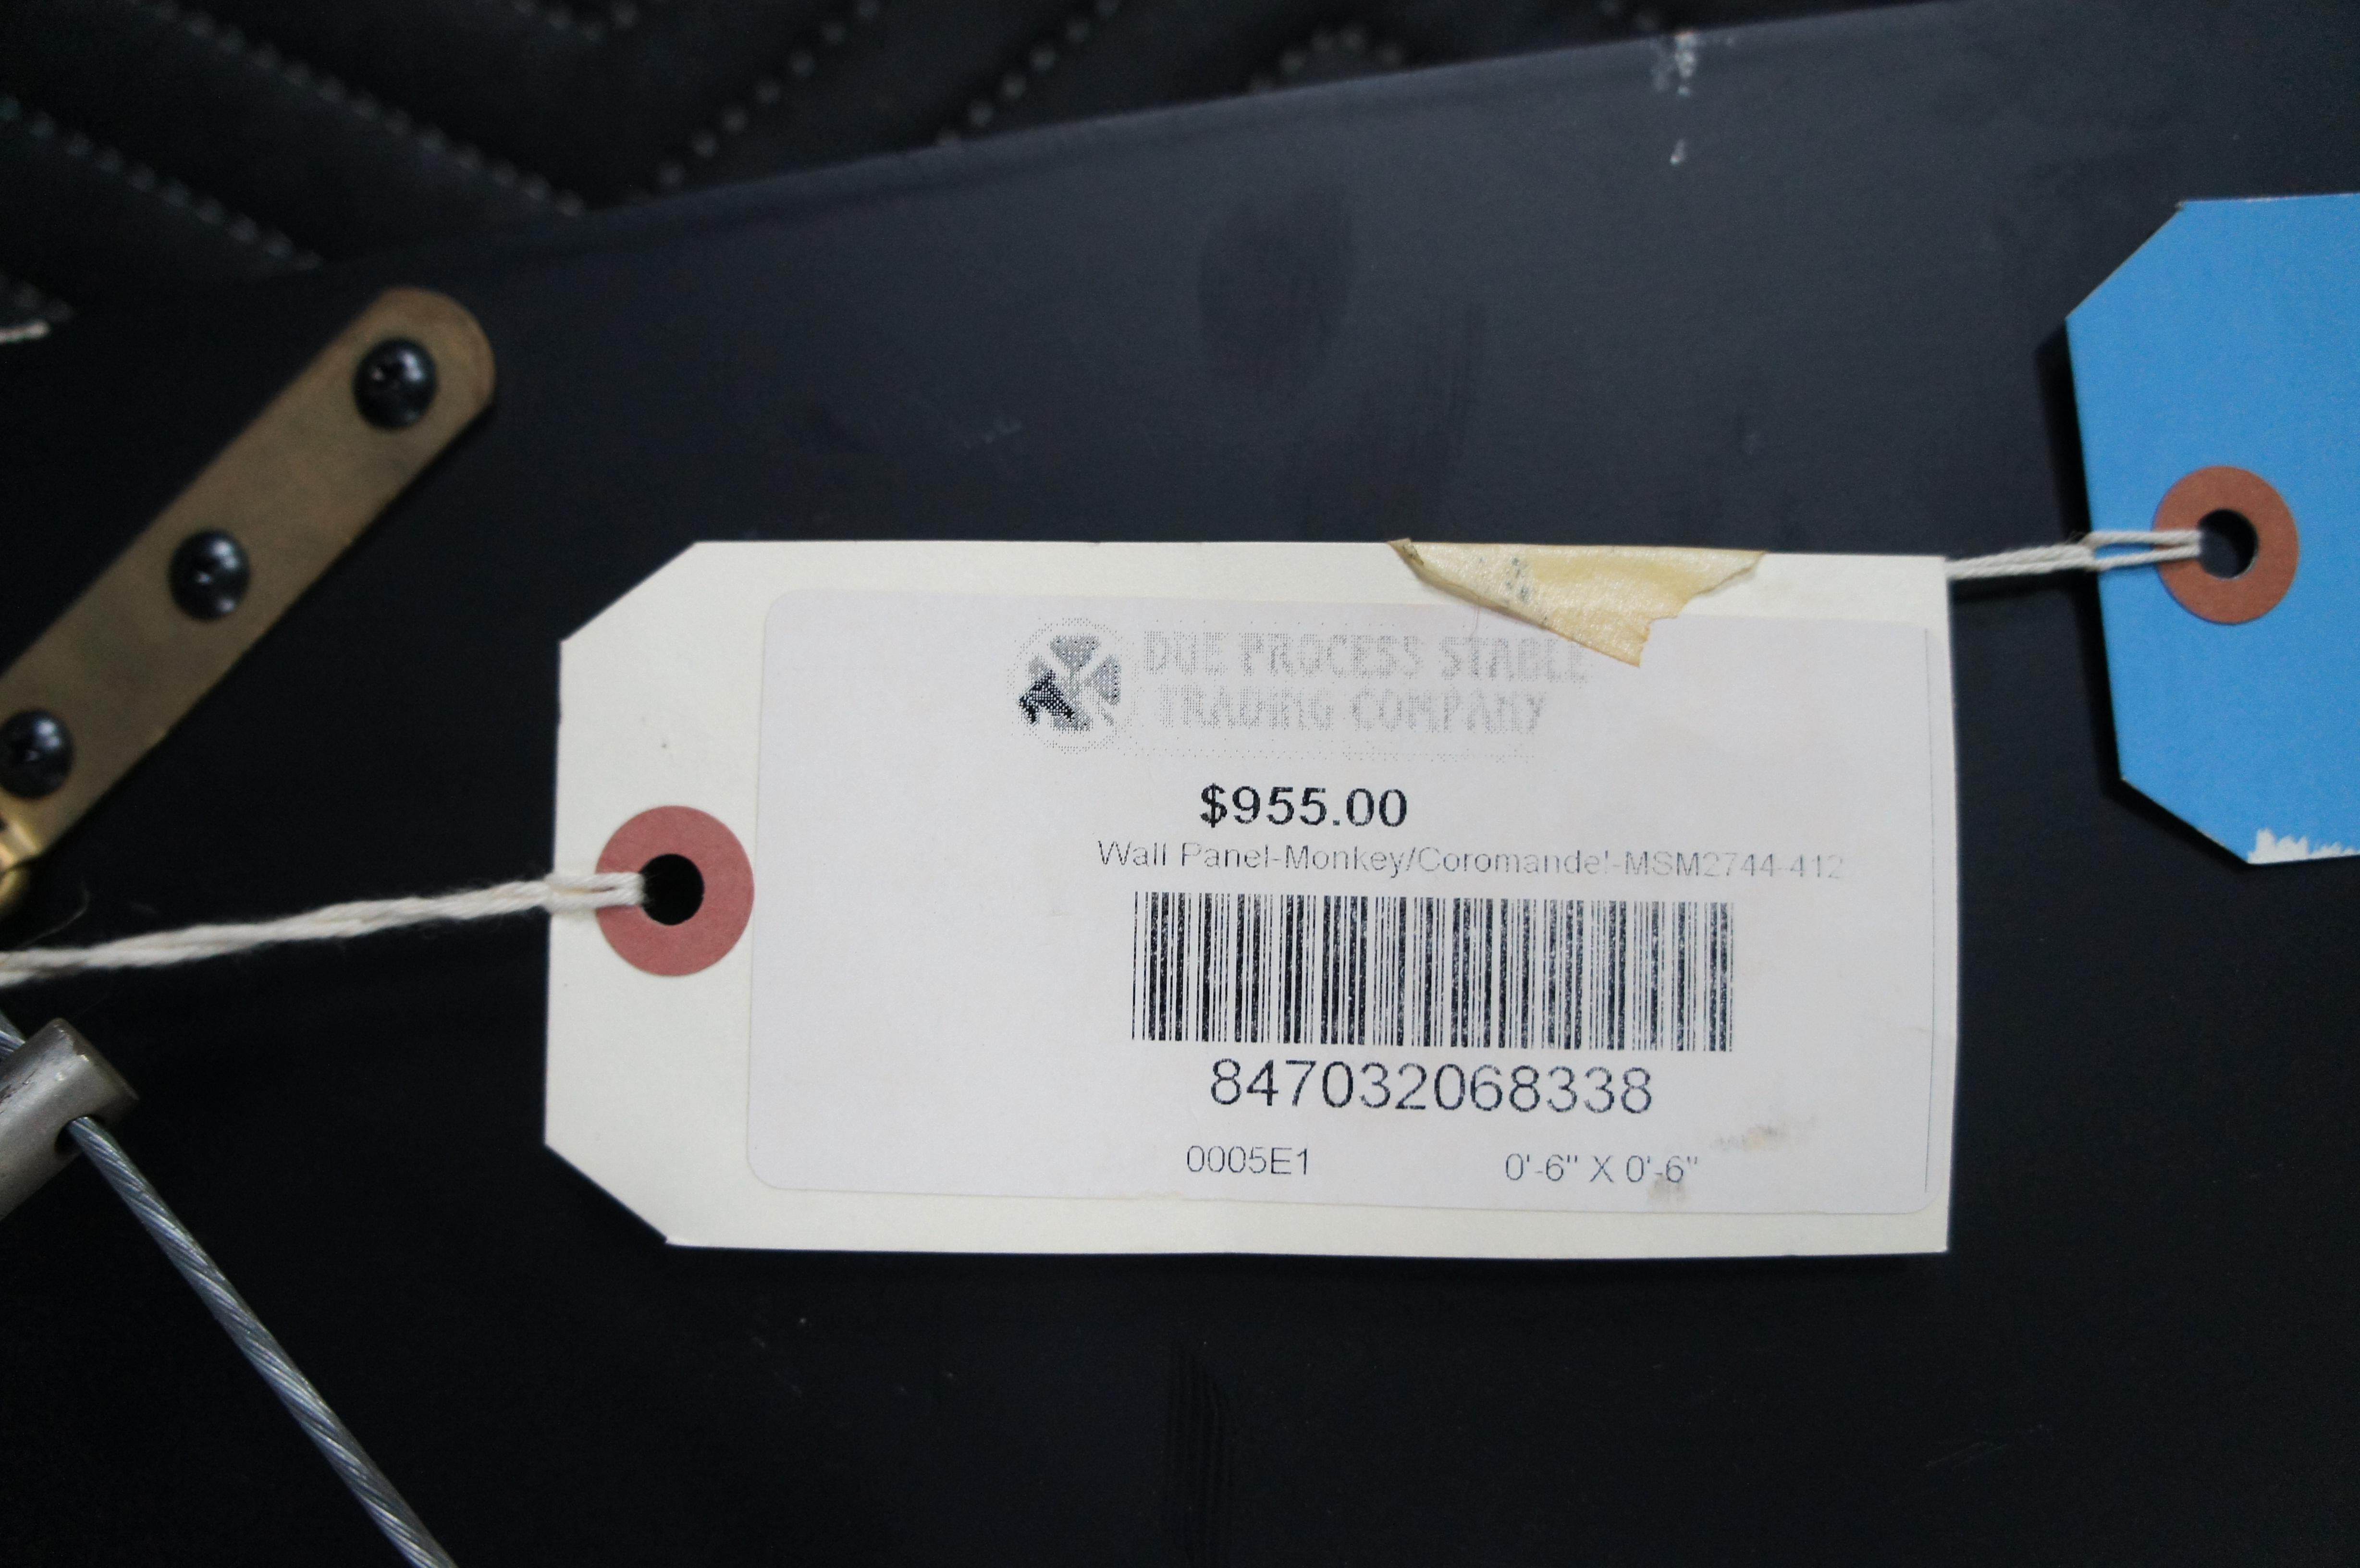 DUE PROCESS STABLE
TRADING COMPANY
$955.00
Wall Panel-Monkey/Coromandel-MSM2744-412
847032068338
0005E1
0'-6" X 0'-6"